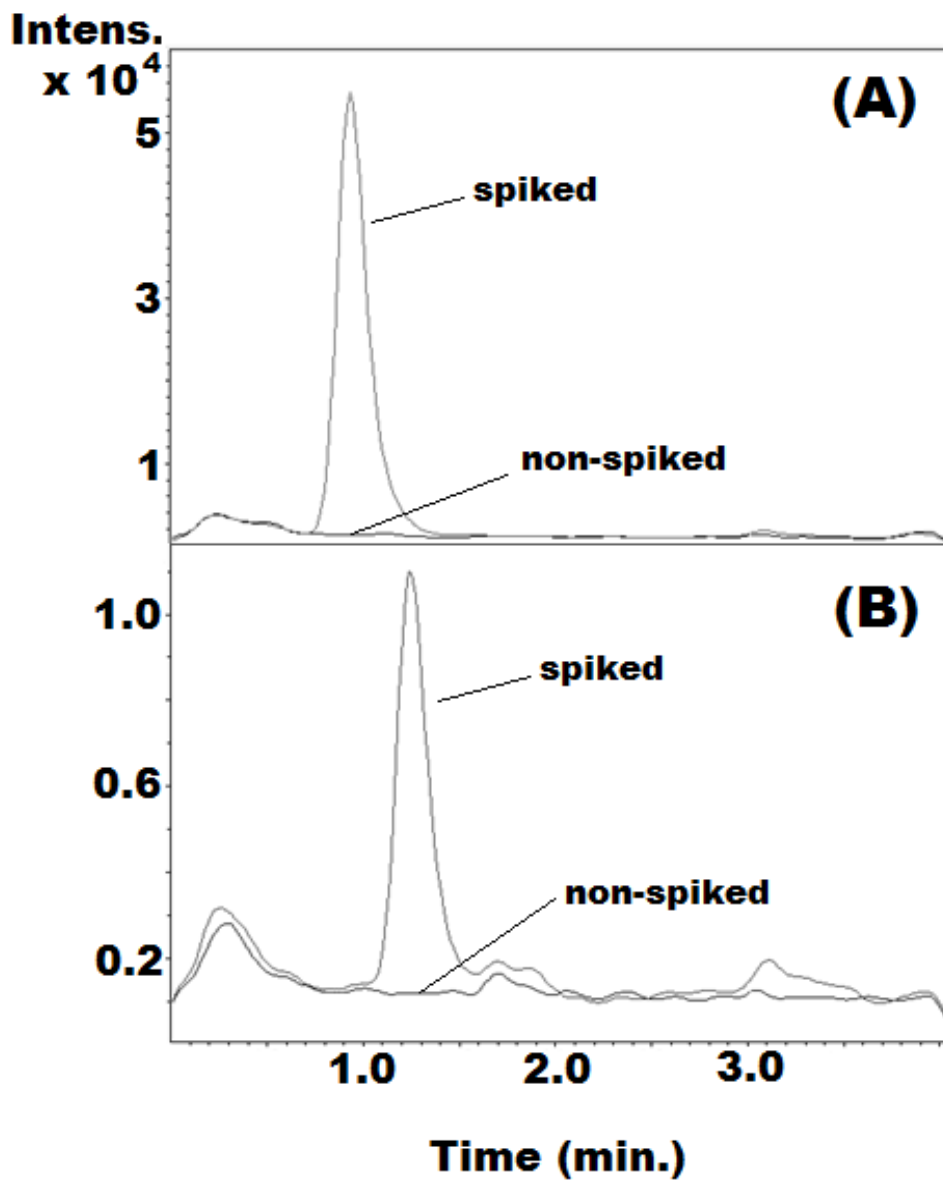 Intens.
x 10⁴
(A)
5
spiked
3
non-spiked
1
(B)
1.0
spiked
0.6
non-spiked
0.2
1.0 2.0 3.0
Time (min.)